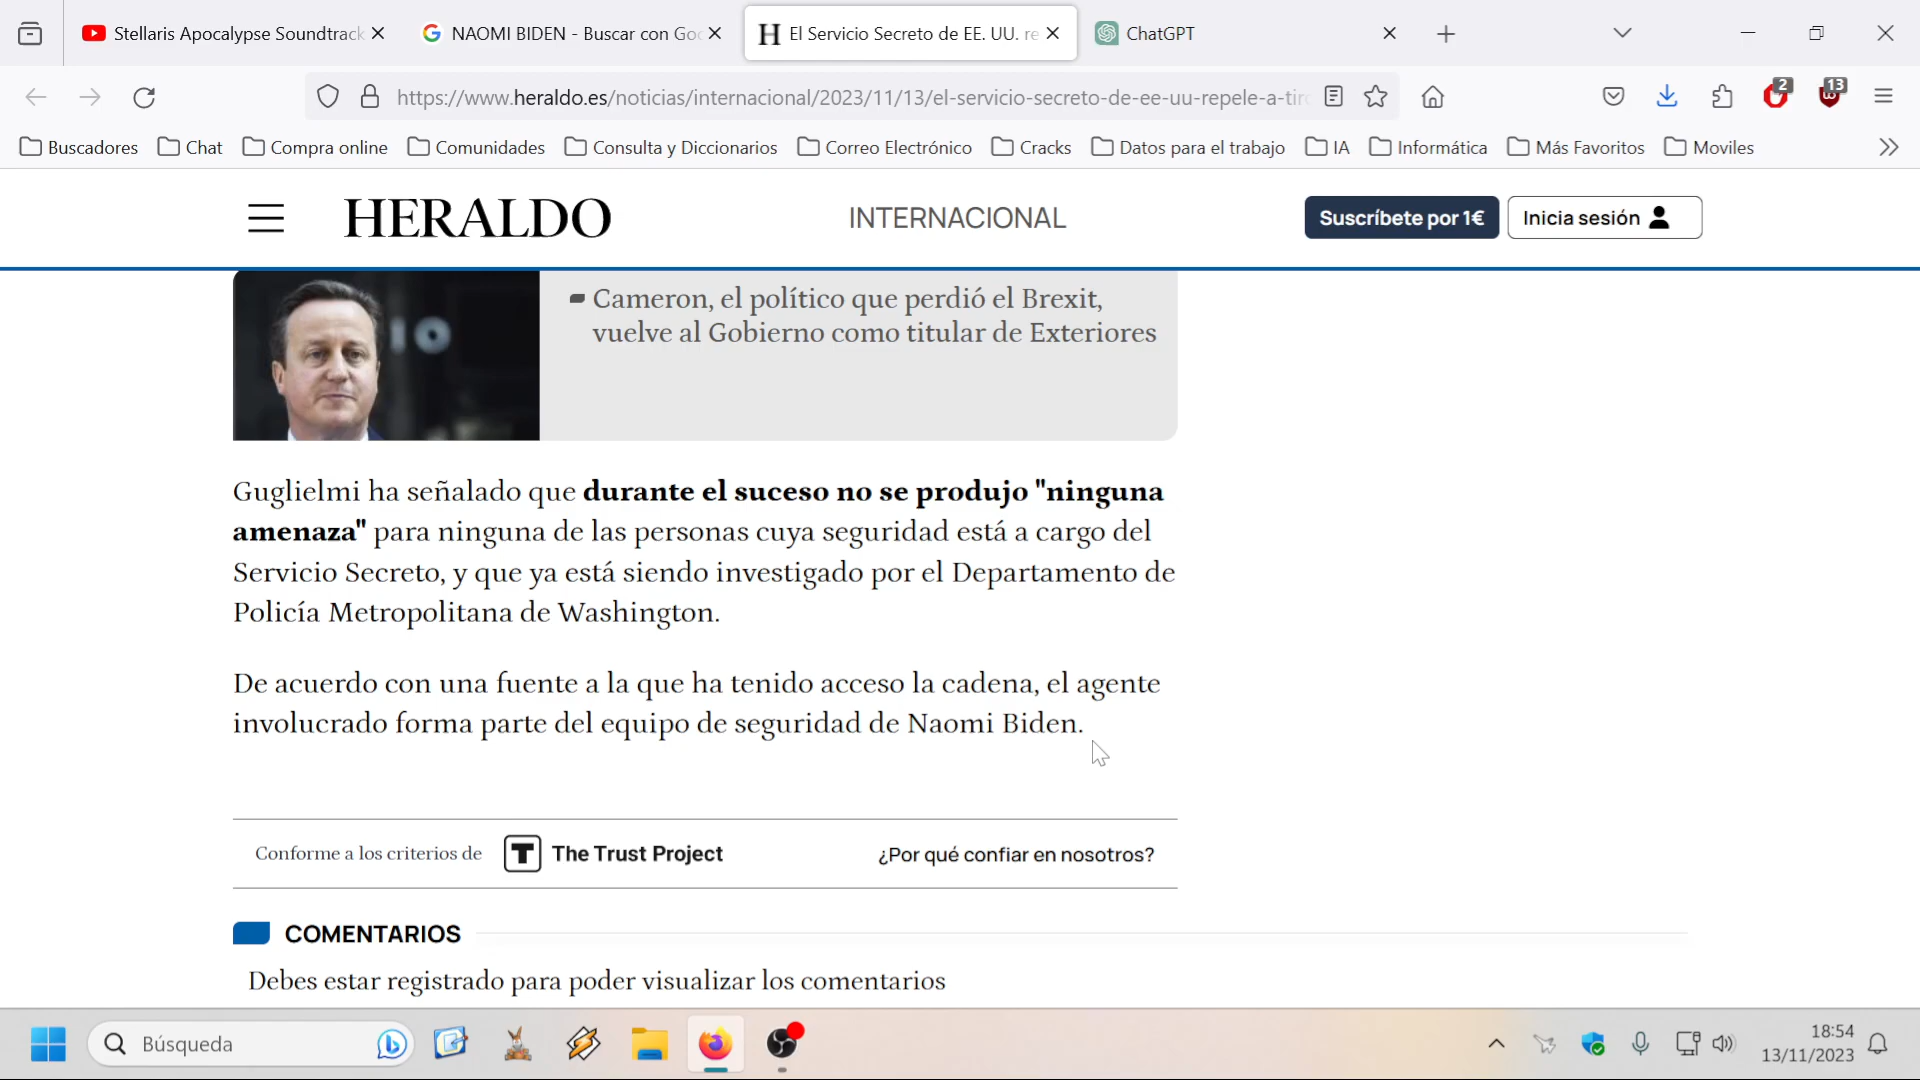 Stellaris Apocalypse Soundtrack
NAOMI BIDEN - Buscar con Goo
El Servicio Secreto de EE. UU. re
ChatGPT
https://www.heraldo.es/noticias/internacional/2023/11/13/el-servicio-secreto-de-ee-uu-repele-a-tiro
2
13
Buscadores
Chat
Compra online
Comunidades
Consulta y Diccionarios
Correo Electrónico
Cracks
Datos para el trabajo
IA
Informática
Más Favoritos
Moviles
HERALDO
INTERNACIONAL
Suscríbete por 1€
Inicia sesión
Cameron, el político que perdió el Brexit,
vuelve al Gobierno como titular de Exteriores
Guglielmi ha señalado que durante el suceso no se produjo "ninguna
amenaza" para ninguna de las personas cuya seguridad está a cargo del
Servicio Secreto, y que ya está siendo investigado por el Departamento de
Policía Metropolitana de Washington.
De acuerdo con una fuente a la que ha tenido acceso la cadena, el agente
involucrado forma parte del equipo de seguridad de Naomi Biden.
Conforme a los criterios de
T The Trust Project
¿Por qué confiar en nosotros?
COMENTARIOS
Debes estar registrado para poder visualizar los comentarios
Búsqueda
18:54
13/11/2023